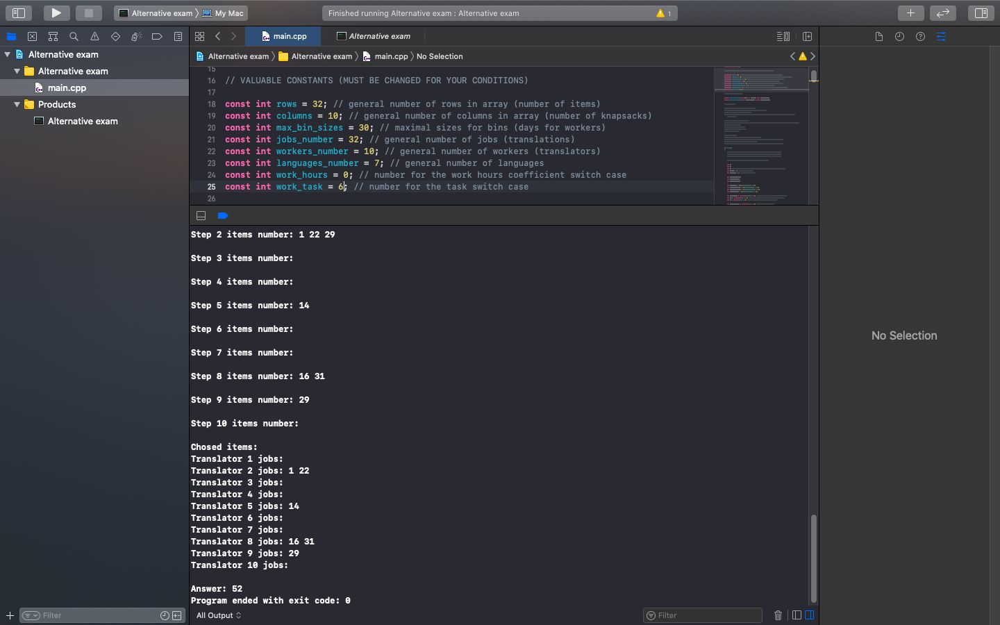 Alternative exam 〉 My Mac
Finished running Alternative exam : Alternative exam
1
main.cpp
Alternative exam
Alternative exam
Alternative exam
main.cpp
Products
Alternative exam
Alternative exam 〉 Alternative exam 〉 main.cpp 〉 No Selection
15
16 // VALUABLE CONSTANTS (MUST BE CHANGED FOR YOUR CONDITIONS)
17
18 const int rows = 32; // general number of rows in array (number of items)
19 const int columns = 10; // general number of columns in array (number of knapsacks)
20 const int max_bin_sizes = 30; // maximal sizes for bins (days for workers)
21 const int jobs_number = 32; // general number of jobs (translations)
22 const int workers_number = 10; // general number of workers (translators)
23 const int languages_number = 7; // general number of languages
24 const int work_hours = 0; // number for the work hours coefficient switch case
25 const int work_task = 6; // number for the task switch case
26
Step 2 items number: 1 22 29
Step 3 items number:
Step 4 items number:
Step 5 items number: 14
Step 6 items number:
Step 7 items number:
Step 8 items number: 16 31
Step 9 items number: 29
Step 10 items number:
Chosed items:
Translator 1 jobs:
Translator 2 jobs: 1 22
Translator 3 jobs:
Translator 4 jobs:
Translator 5 jobs: 14
Translator 6 jobs:
Translator 7 jobs:
Translator 8 jobs: 16 31
Translator 9 jobs: 29
Translator 10 jobs:
Answer: 52
Program ended with exit code: 0
No Selection
Filter
All Output
Filter